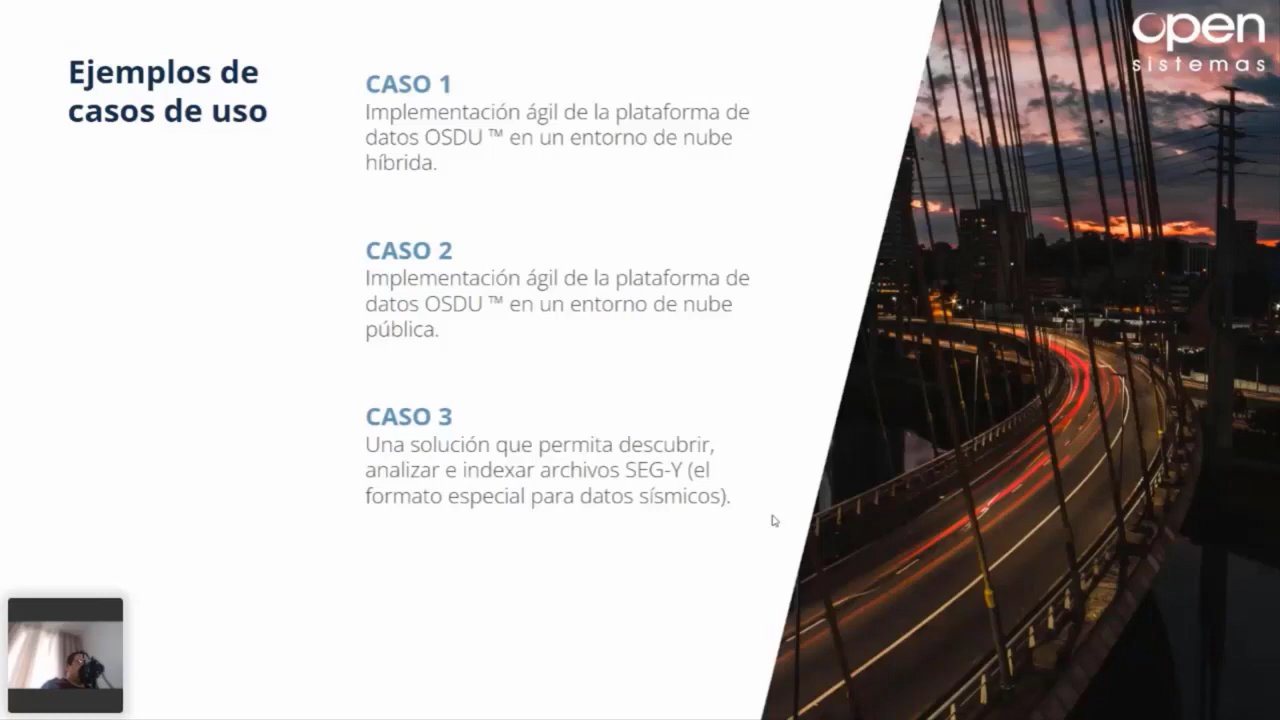 Ejemplos de
casos de uso
CASO 1
Implementación ágil de la plataforma de
datos OSDU ™ en un entorno de nube
híbrida.
CASO 2
Implementación ágil de la plataforma de
datos OSDU ™ en un entorno de nube
pública.
CASO 3
Una solución que permita descubrir,
analizar e indexar archivos SEG-Y (el
formato especial para datos sísmicos).
open
sistemas